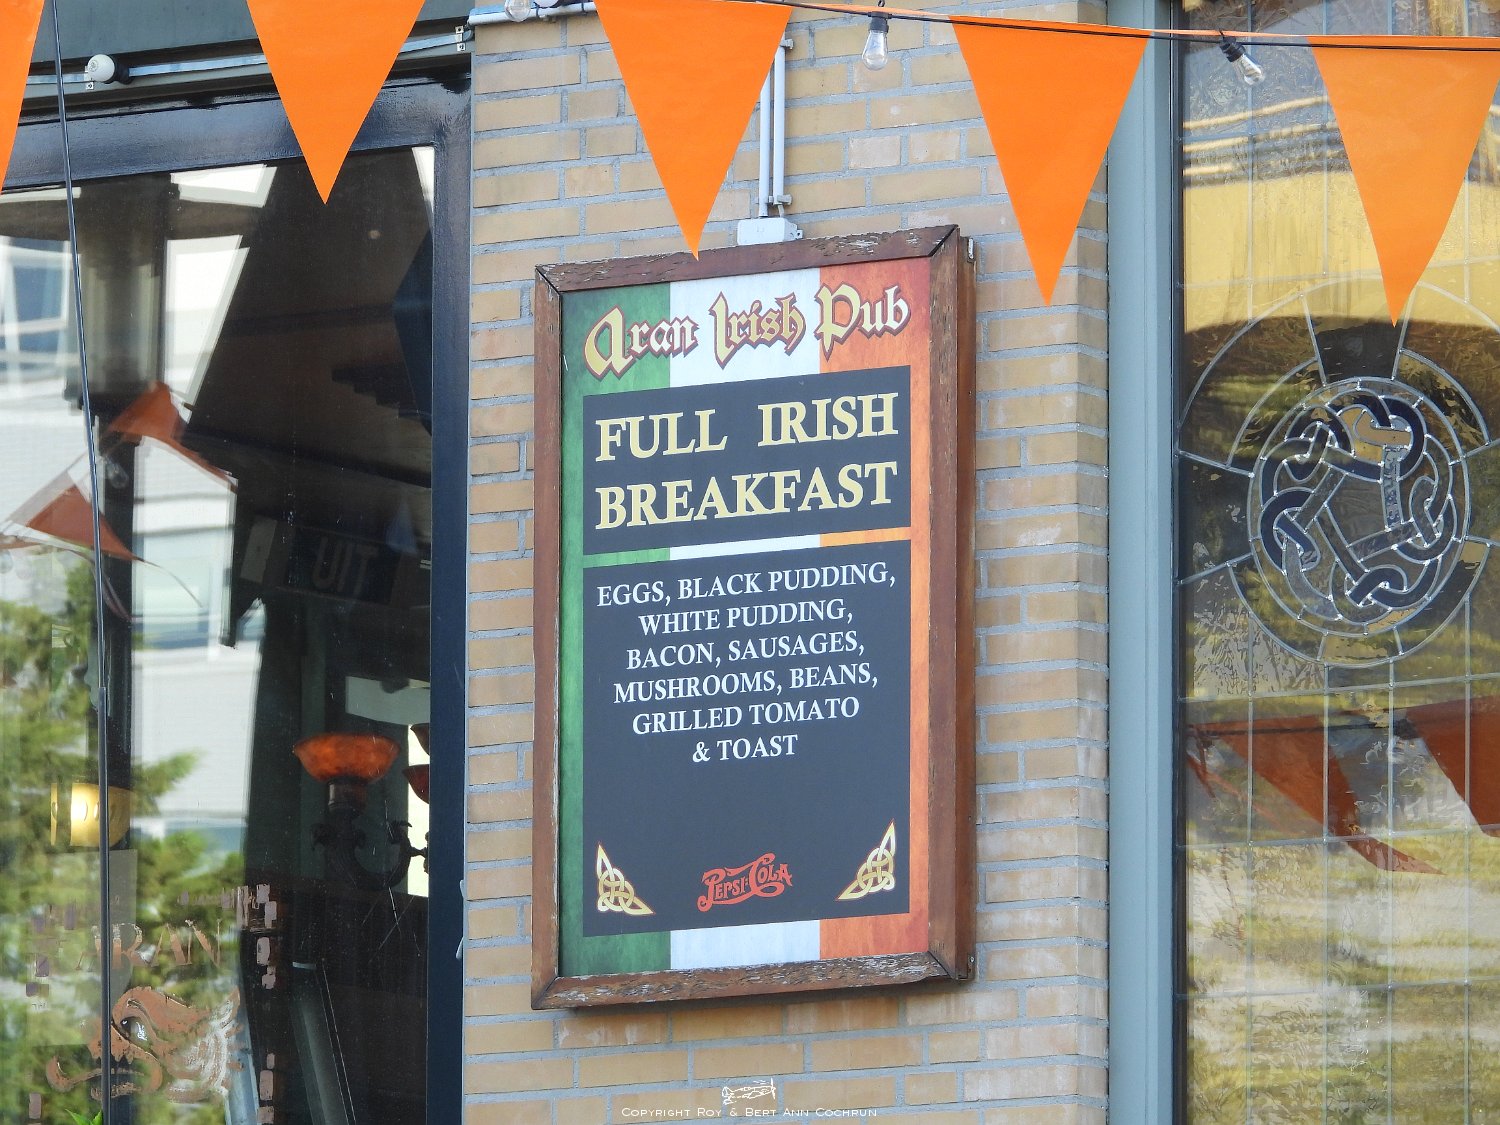 Aran Irish Pub
FULL IRISH
BREAKFAST
EGGS, BLACK PUDDING,
WHITE PUDDING,
BACON, SAUSAGES,
MUSHROOMS, BEANS,
GRILLED TOMATO
& TOAST
PEPSI-COLA
UIT
ARAN
COPYRIGHT ROY & BERT ANN COCHRUN